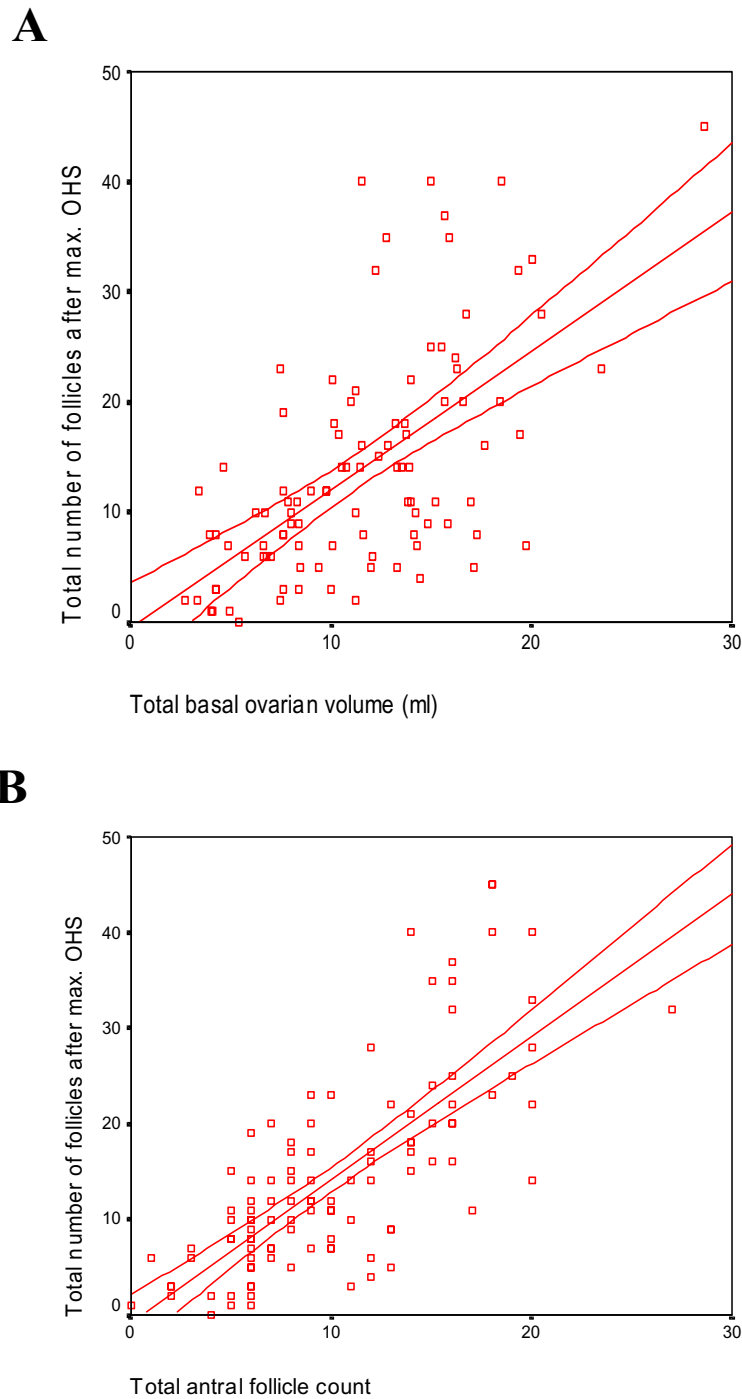 A
50
40
30
20
10
0
0 10 20 30
Total number of follicles after max. OHS
Total basal ovarian volume (ml)
B
50
40
30
20
10
0
0 10 20 30
Total number of follicles after max. OHS
Total antral follicle count